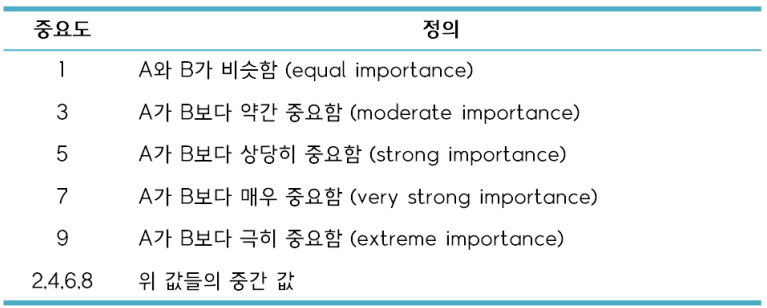 중요도 정의
1 A와 B가 비슷함 (equal importance)
3 A가 B보다 약간 중요함 (moderate importance)
5 A가 B보다 상당히 중요함 (strong importance)
7 A가 B보다 매우 중요함 (very strong importance)
9 A가 B보다 극히 중요함 (extreme importance)
2,4,6,8 위 값들의 중간 값